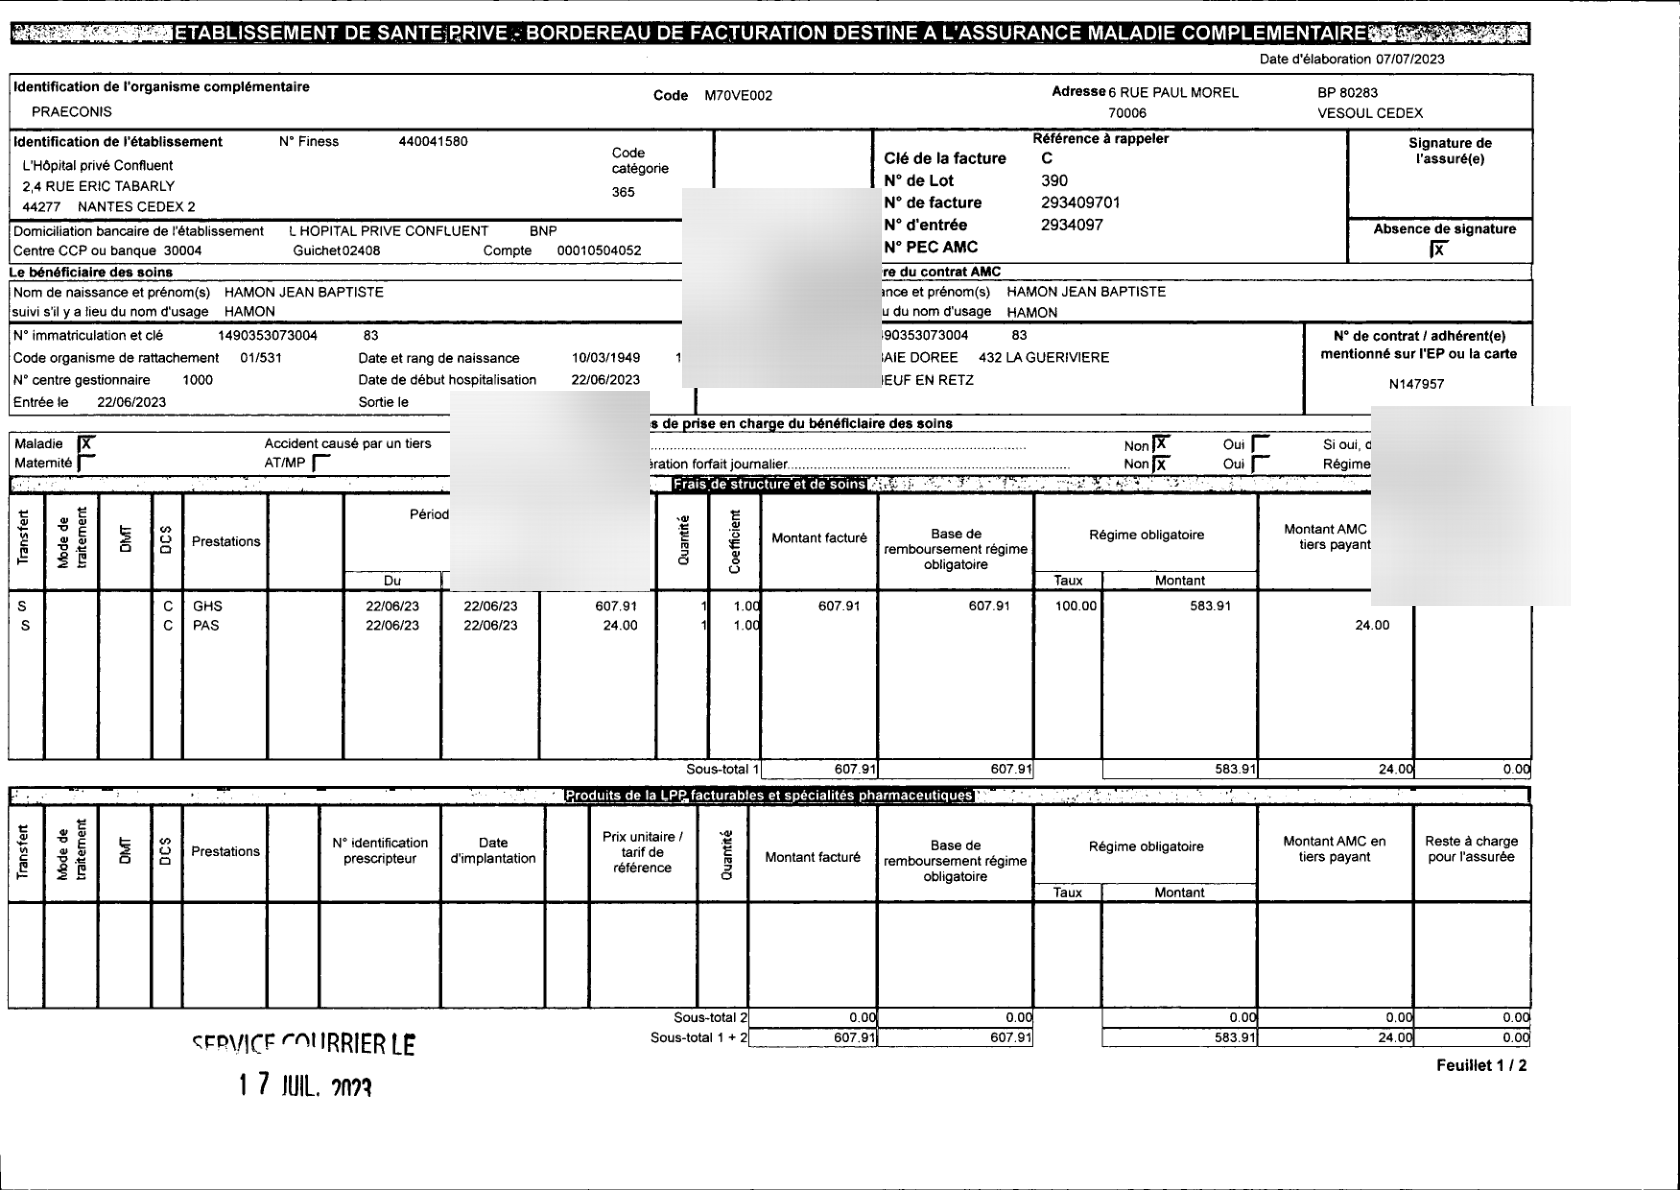 ETABLISSEMENT DE SANTE PRIVE - BORDEREAU DE FACTURATION DESTINE A L'ASSURANCE MALADIE COMPLEMENTAIRE
Date d'élaboration 07/07/2023
Identification de l'organisme complémentaire
PRAECONIS
Code M70VE002
Adresse 6 RUE PAUL MOREL BP 80283
70006 VESOUL CEDEX
Identification de l'établissement N° Finess 440041580
L'Hôpital privé Confluent
2,4 RUE ERIC TABARLY
44277 NANTES CEDEX 2
Code
catégorie
365
Référence à rappeler
Clé de la facture C
N° de Lot 390
N° de facture 293409701
N° d'entrée 2934097
N° PEC AMC
Signature de
l'assuré(e)
Absence de signature
X
Domiciliation bancaire de l'établissement L HOPITAL PRIVE CONFLUENT BNP
Centre CCP ou banque 30004 Guichet 02408 Compte 00010504052
Le bénéficiaire des soins
du contrat AMC
Nom de naissance et prénom(s) HAMON JEAN BAPTISTE
et prénom(s) HAMON JEAN BAPTISTE
suivi s'il y a lieu du nom d'usage HAMON
du nom d'usage HAMON
N° immatriculation et clé 1490353073004 83
90353073004 83
Code organisme de rattachement 01/531 Date et rang de naissance 10/03/1949 1
AIE DOREE 432 LA GUERIVIERE
N° centre gestionnaire 1000 Date de début hospitalisation 22/06/2023
EUF EN RETZ
Entrée le 22/06/2023 Sortie le
N° de contrat / adhérent(e)
mentionné sur l'EP ou la carte
N147957
s de prise en charge du bénéficiaire des soins
Maladie X Accident causé par un tiers Non X Oui Si oui, d
Maternité AT/MP ération forfait journalier Non X Oui Régime
Frais de structure et de soins
Transfert Mode de traitement DMT DCS Prestations Périod Du Quantité Coefficient Montant facturé Base de remboursement régime obligatoire Régime obligatoire Taux Montant Montant AMC tiers payant
S C GHS 22/06/23 22/06/23 607.91 1 1.00 607.91 607.91 100.00 583.91
S C PAS 22/06/23 22/06/23 24.00 1 1.00 24.00
Sous-total 1 607.91 607.91 583.91 24.00 0.00
Produits de la LPP facturables et spécialités pharmaceutiques
Transfert Mode de traitement DMT DCS Prestations N° identification prescripteur Date d'implantation Prix unitaire / tarif de référence Quantité Montant facturé Base de remboursement régime obligatoire Régime obligatoire Taux Montant Montant AMC en tiers payant Reste à charge pour l'assurée
Sous-total 2 0.00 0.00 0.00 0.00 0.00
Sous-total 1 + 2 607.91 607.91 583.91 24.00 0.00
SERVICE COURRIER LE
17 JUIL. 2023
Feuillet 1 / 2